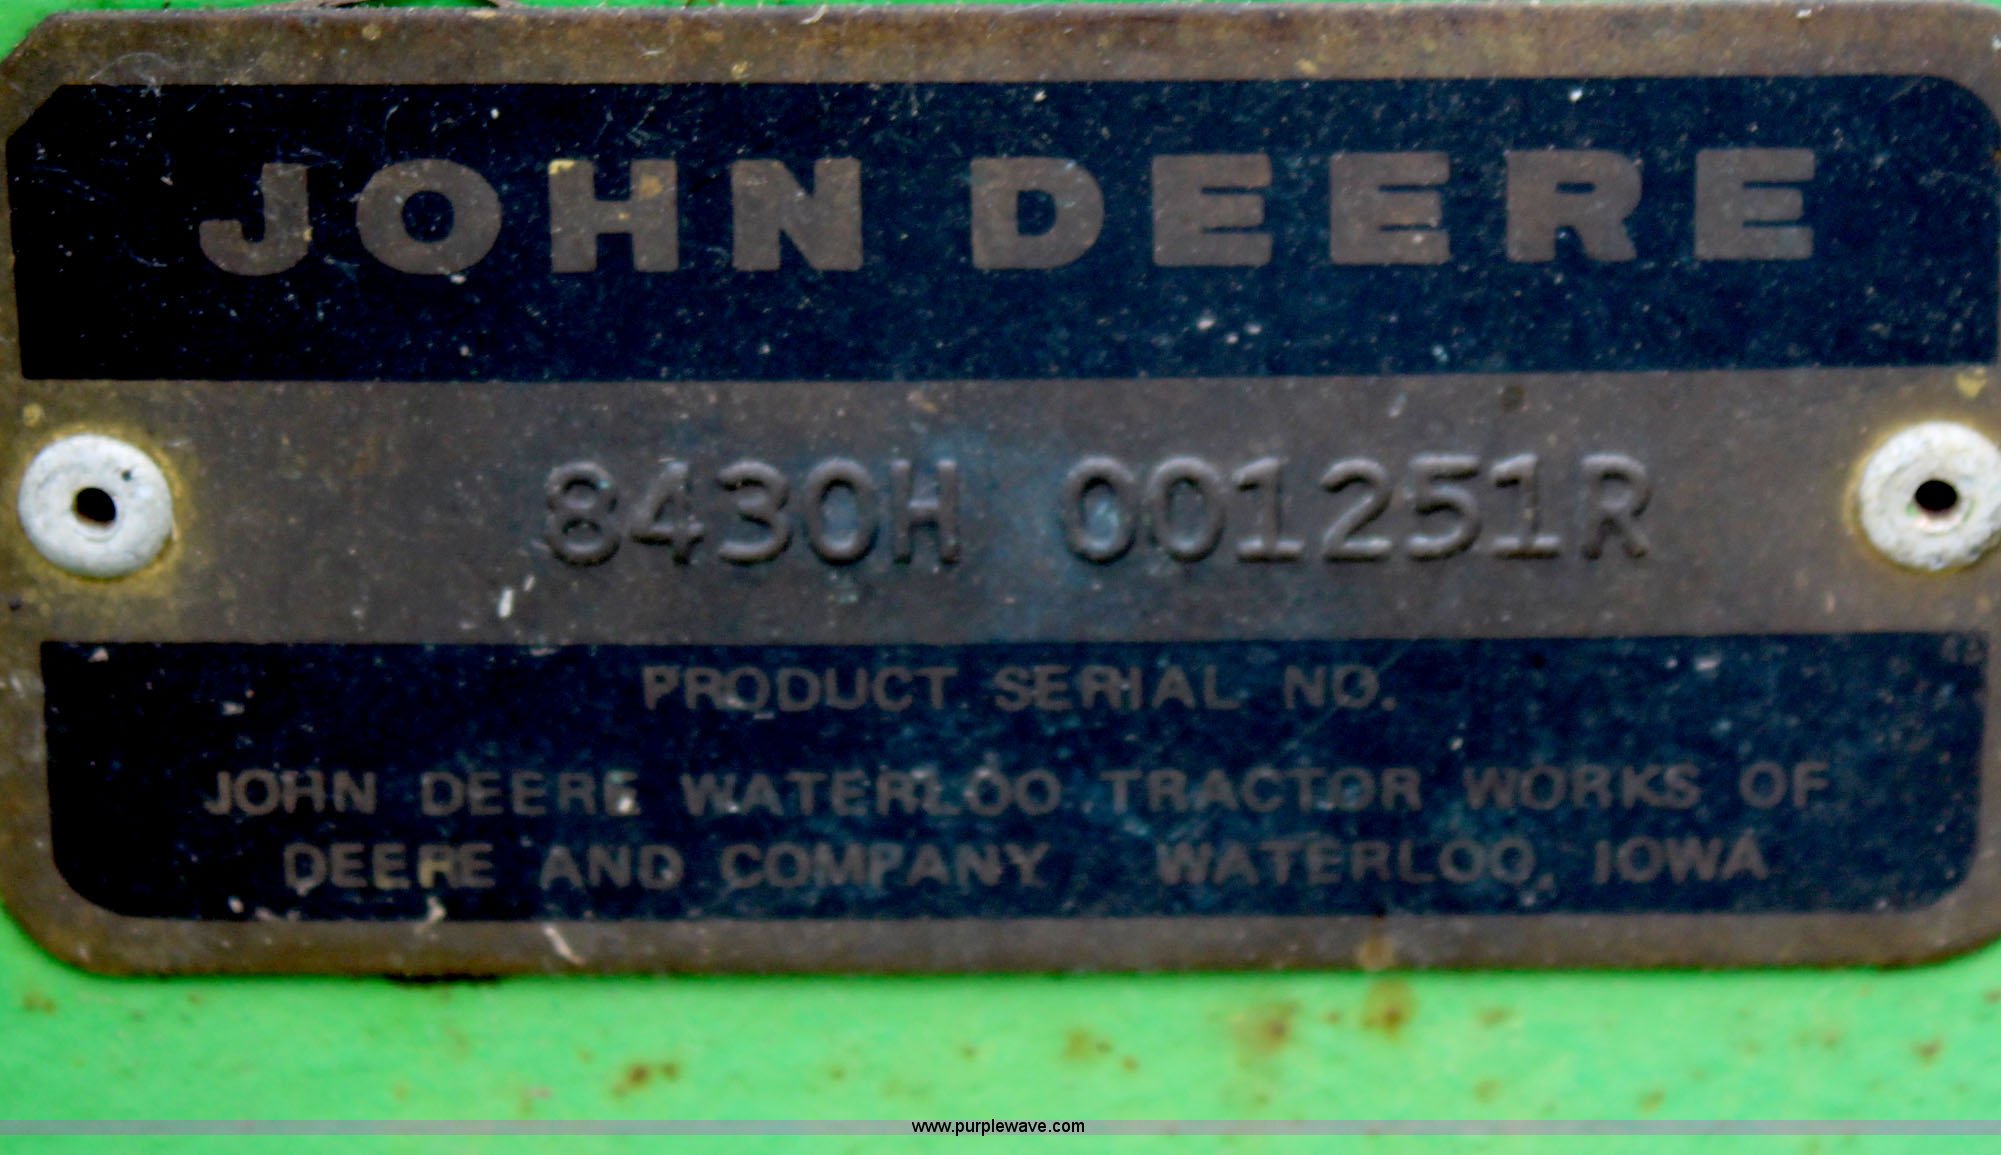 JOHN DEERE
8430H 001251R
PRODUCT SERIAL NO.
JOHN DEERE WATERLOO TRACTOR WORKS OF
DEERE AND COMPANY WATERLOO, IOWA
www.purplewave.com